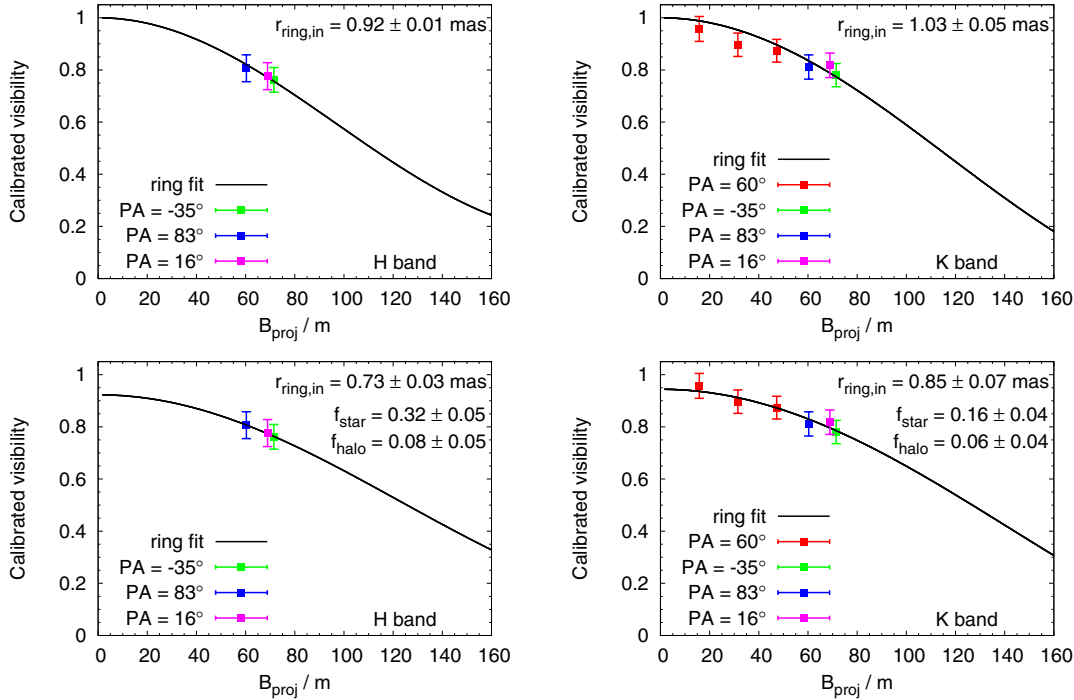 r_ring,in = 0.92 ± 0.01 mas
Calibrated visibility
1
0.8
0.6
0.4
0.2
0
ring fit
PA = -35°
PA = 83°
PA = 16°
H band
0 20 40 60 80 100 120 140 160
B_proj / m
r_ring,in = 1.03 ± 0.05 mas
Calibrated visibility
1
0.8
0.6
0.4
0.2
0
ring fit
PA = 60°
PA = -35°
PA = 83°
PA = 16°
K band
0 20 40 60 80 100 120 140 160
B_proj / m
r_ring,in = 0.73 ± 0.03 mas
f_star = 0.32 ± 0.05
f_halo = 0.08 ± 0.05
Calibrated visibility
1
0.8
0.6
0.4
0.2
0
ring fit
PA = -35°
PA = 83°
PA = 16°
H band
0 20 40 60 80 100 120 140 160
B_proj / m
r_ring,in = 0.85 ± 0.07 mas
f_star = 0.16 ± 0.04
f_halo = 0.06 ± 0.04
Calibrated visibility
1
0.8
0.6
0.4
0.2
0
ring fit
PA = 60°
PA = -35°
PA = 83°
PA = 16°
K band
0 20 40 60 80 100 120 140 160
B_proj / m